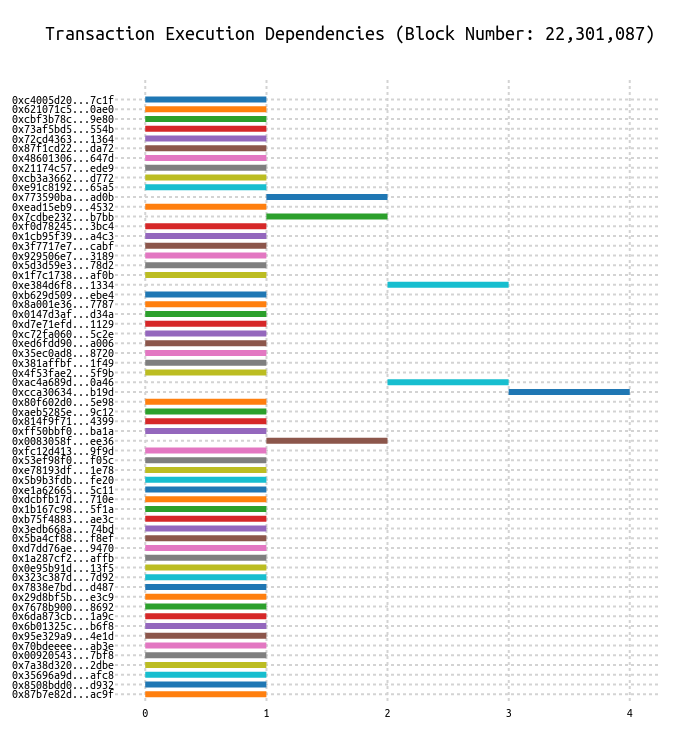 Transaction Execution Dependencies (Block Number: 22,301,087)
0xc4005d20...7c1f
0x621071c5...0ae0
0xcbf3b78c...9e80
0x73af5bd5...554b
0x72cd4363...1364
0x87f1cd22...da72
0x48601306...647d
0x21174c57...ede9
0xcb3a3662...d772
0xe91c8192...65a5
0x773590ba...ad0b
0xead15eb9...4532
0x7cdbe232...b7bb
0xf0d78245...3bc4
0x1cb95f39...a4c3
0x3f7717e7...cabf
0x929506e7...3189
0x5d3d59e3...78d2
0x1f7c1738...af0b
0xe384d6f8...1334
0xb629d509...ebe4
0x8a001e36...7787
0x0147d3af...d34a
0xd7e71efd...1129
0xc72fa060...5c2e
0xed6fdd90...a006
0x35ec0ad8...8720
0x381affbf...1f49
0x4f53fae2...5f9b
0xac4a689d...0a46
0xcca30634...b19d
0x80f602d0...5e98
0xaeb5285e...9c12
0x814f9f71...4399
0xff50bbf0...ba1a
0x0083058f...ee36
0xfc12d413...9f9d
0x53ef98f0...f05c
0xe78193df...1e78
0x5b9b3fdb...fe20
0xe1a62665...5c11
0xdcbfb17d...710e
0x1b167c98...5f1a
0xb75f4883...ae3c
0x3edb668a...74bd
0x5ba4cf88...f8ef
0xd7dd76ae...9470
0x1a287cf2...affb
0x0e95b91d...13f5
0x323c387d...7d92
0x7838e7bd...d487
0x29d8bf5b...e3c9
0x7678b900...8692
0x6da873cb...1a9c
0x6b01325c...b6f8
0x95e329a9...4e1d
0x70bdeeee...ab3e
0x00920543...7bf8
0x7a38d320...2dbe
0x35696a9d...afc8
0x8508bdd0...d932
0x87b7e82d...ac9f
0 1 2 3 4